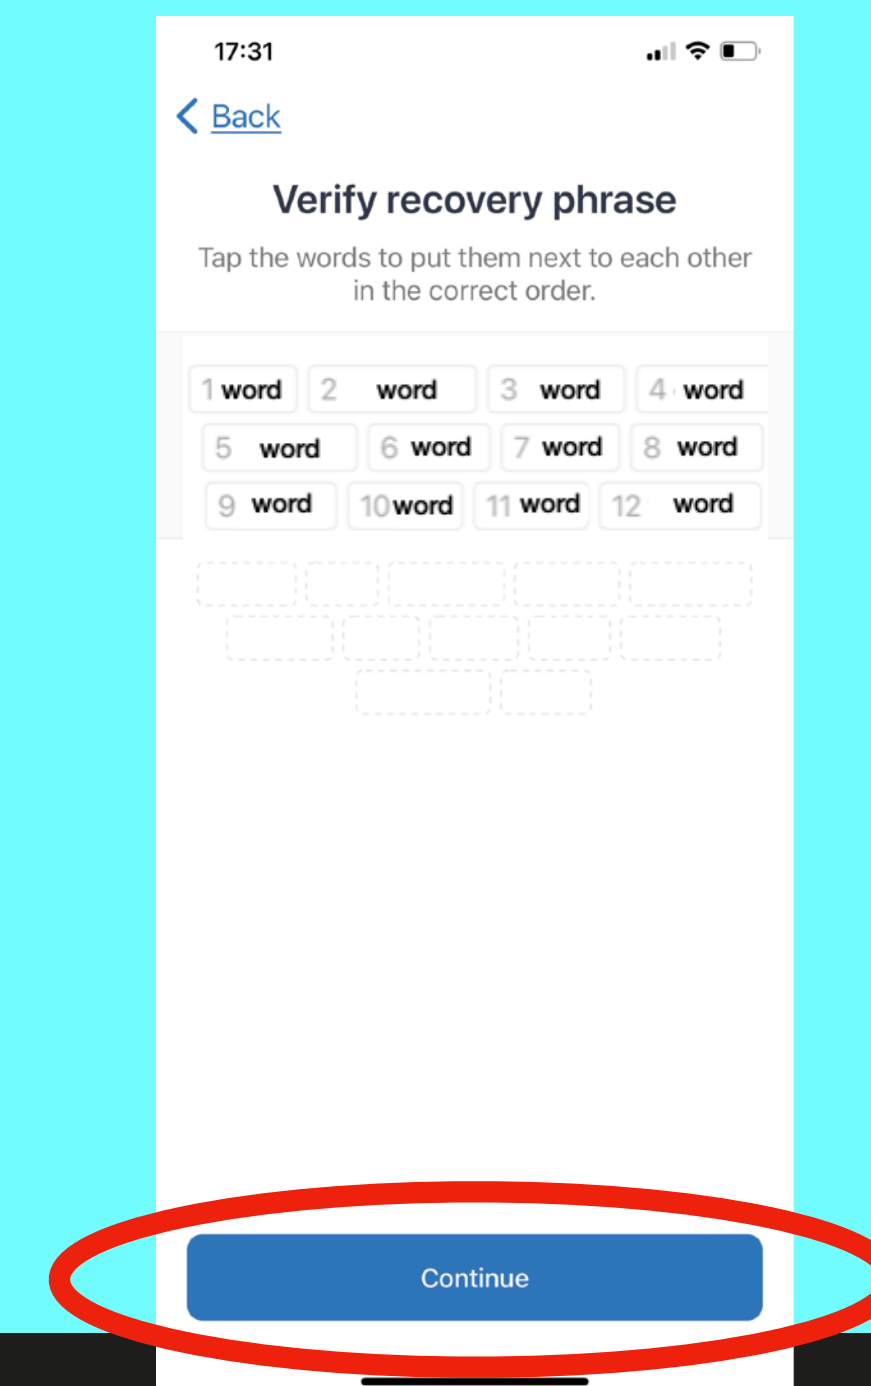 17:31
Back
Verify recovery phrase
Tap the words to put them next to each other
in the correct order.
1 word 2 word 3 word 4 word
5 word 6 word 7 word 8 word
9 word 10 word 11 word 12 word
Continue